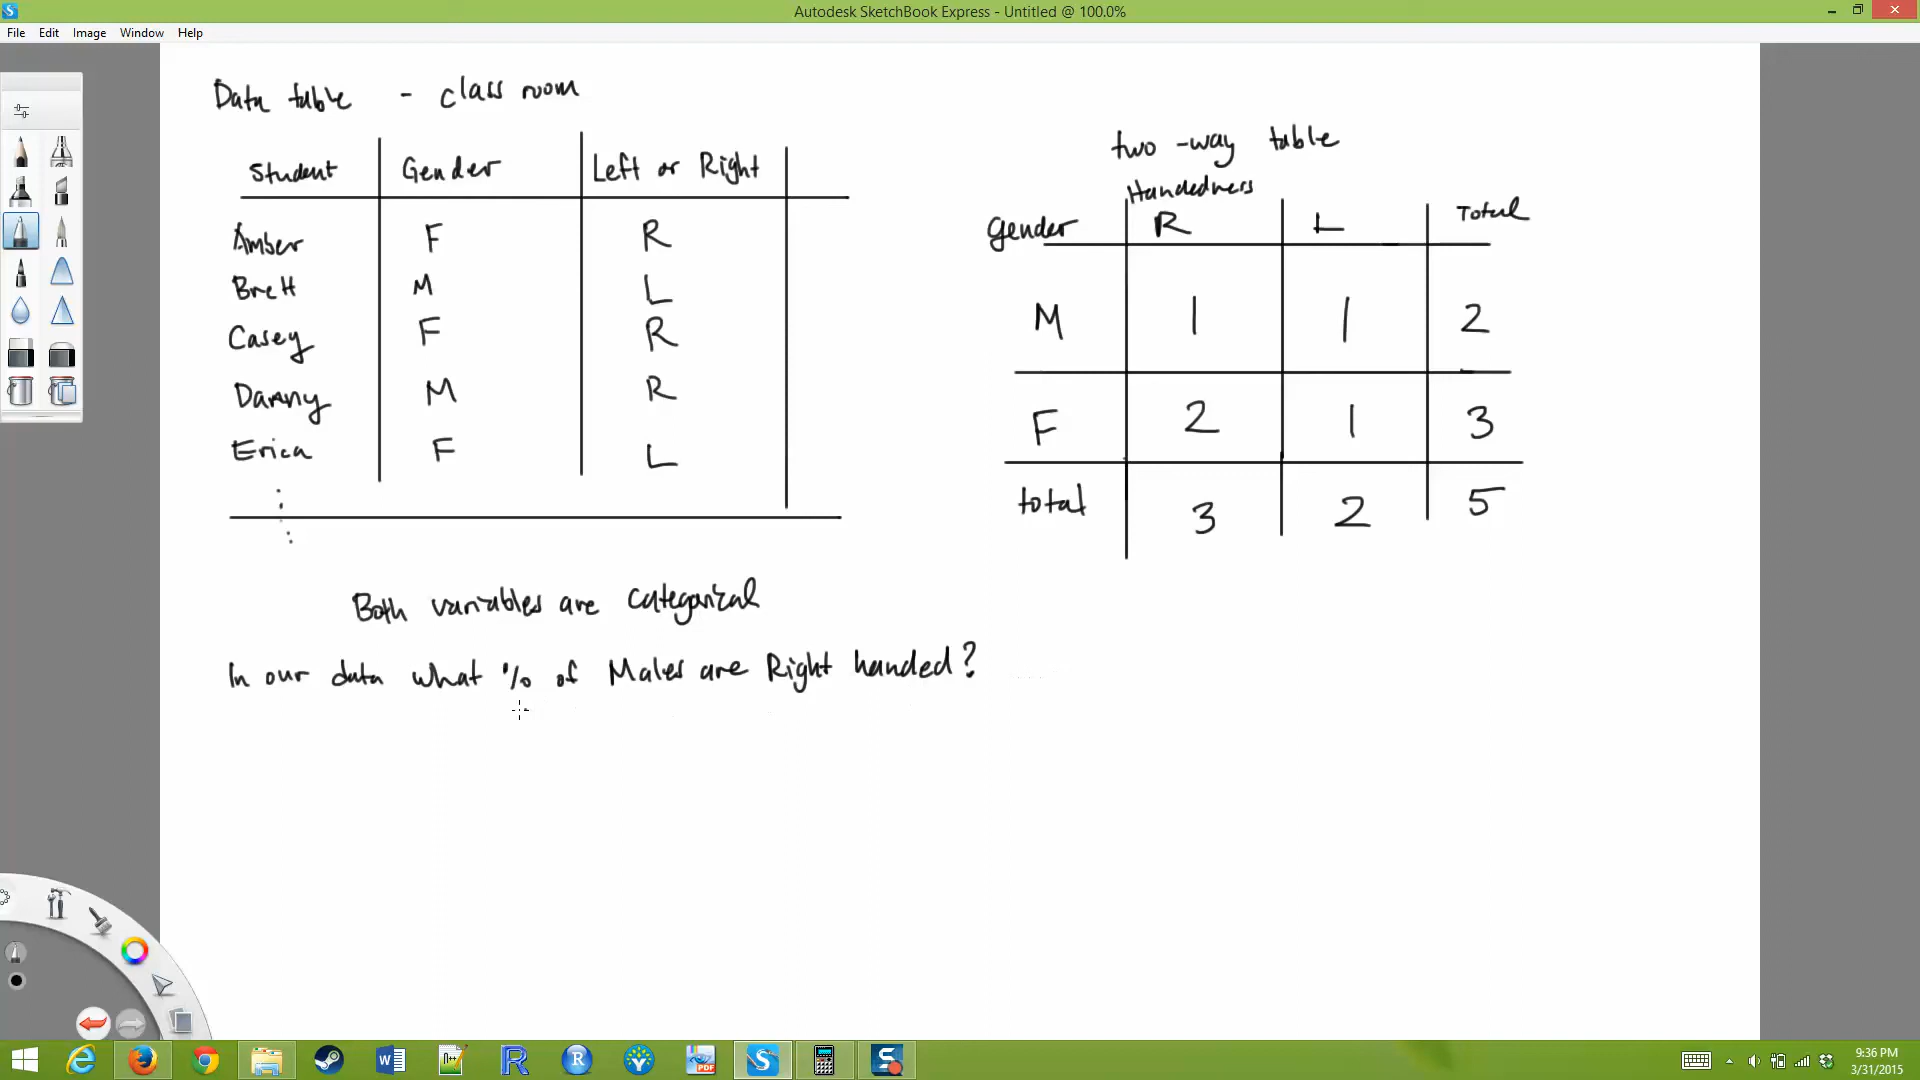 Autodesk SketchBook Express - Untitled @ 100.0%
File Edit Image Window Help
Data table - class room
Student Gender Left or Right
Amber F R
Brett M L
Casey F R
Danny M R
Erica F L
two-way table
Handedness
Gender R L Total
M 1 1 2
F 2 1 3
total 3 2 5
Both variables are categorical
In our data what % of Males are Right handed?
9:36 PM
3/31/2015